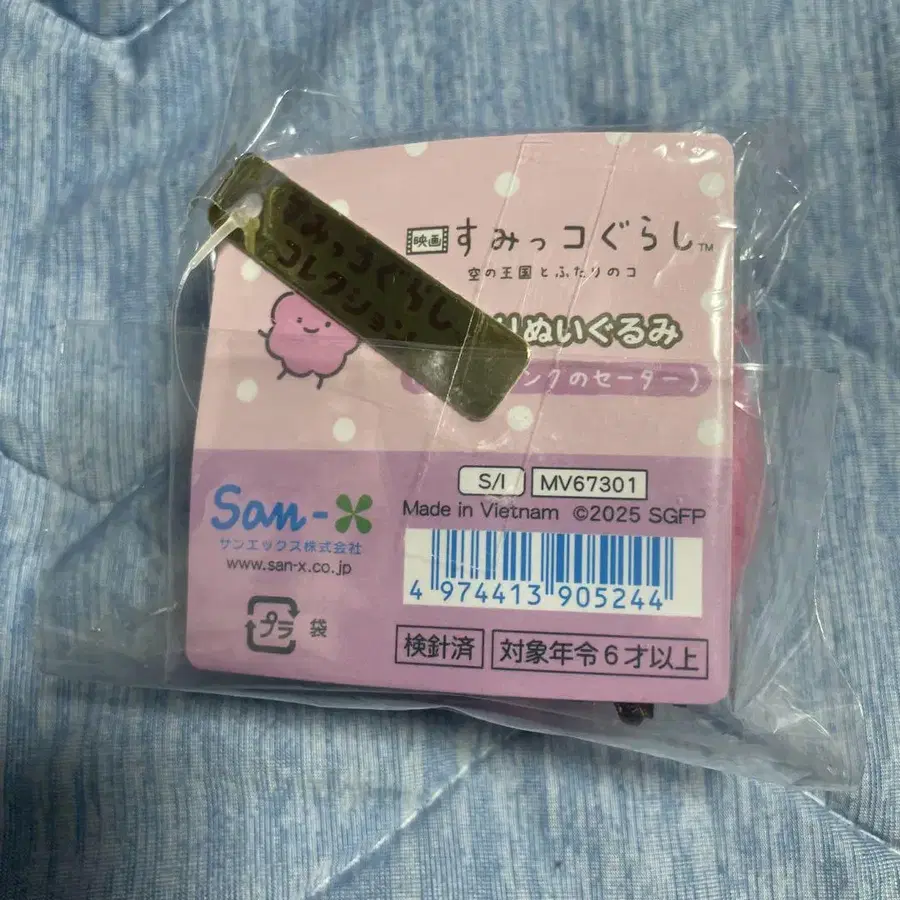 すみっコぐらし
コレクション
映画 すみっコぐらし™
空の王国とふたりのコ
りぬいぐるみ
ンクのセーター)
S/I MV67301
Made in Vietnam ©2025 SGFP
San-X
サンエックス株式会社
www.san-x.co.jp
4 974413 905244
プラ 袋
検針済 対象年令6才以上